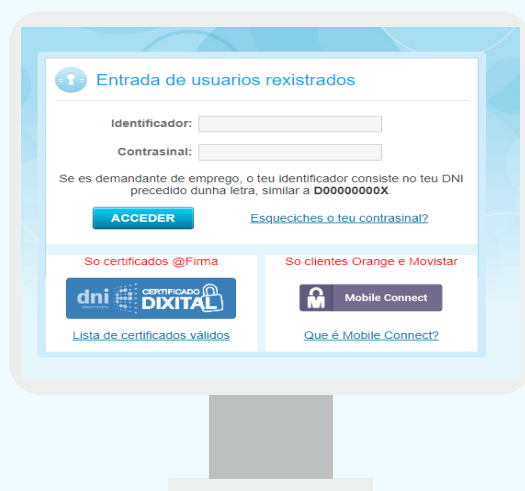 Entrada de usuarios rexistrados
Identificador:
Contrasinal:
Se es demandante de emprego, o teu identificador consiste no teu DNI
precedido dunha letra, similar a D00000000X.
ACCEDER
Esqueciches o teu contrasinal?
So certificados @Firma
So clientes Orange e Movistar
dni
CERTIFICADO
DIXITAL
Mobile Connect
Lista de certificados válidos
Que é Mobile Connect?